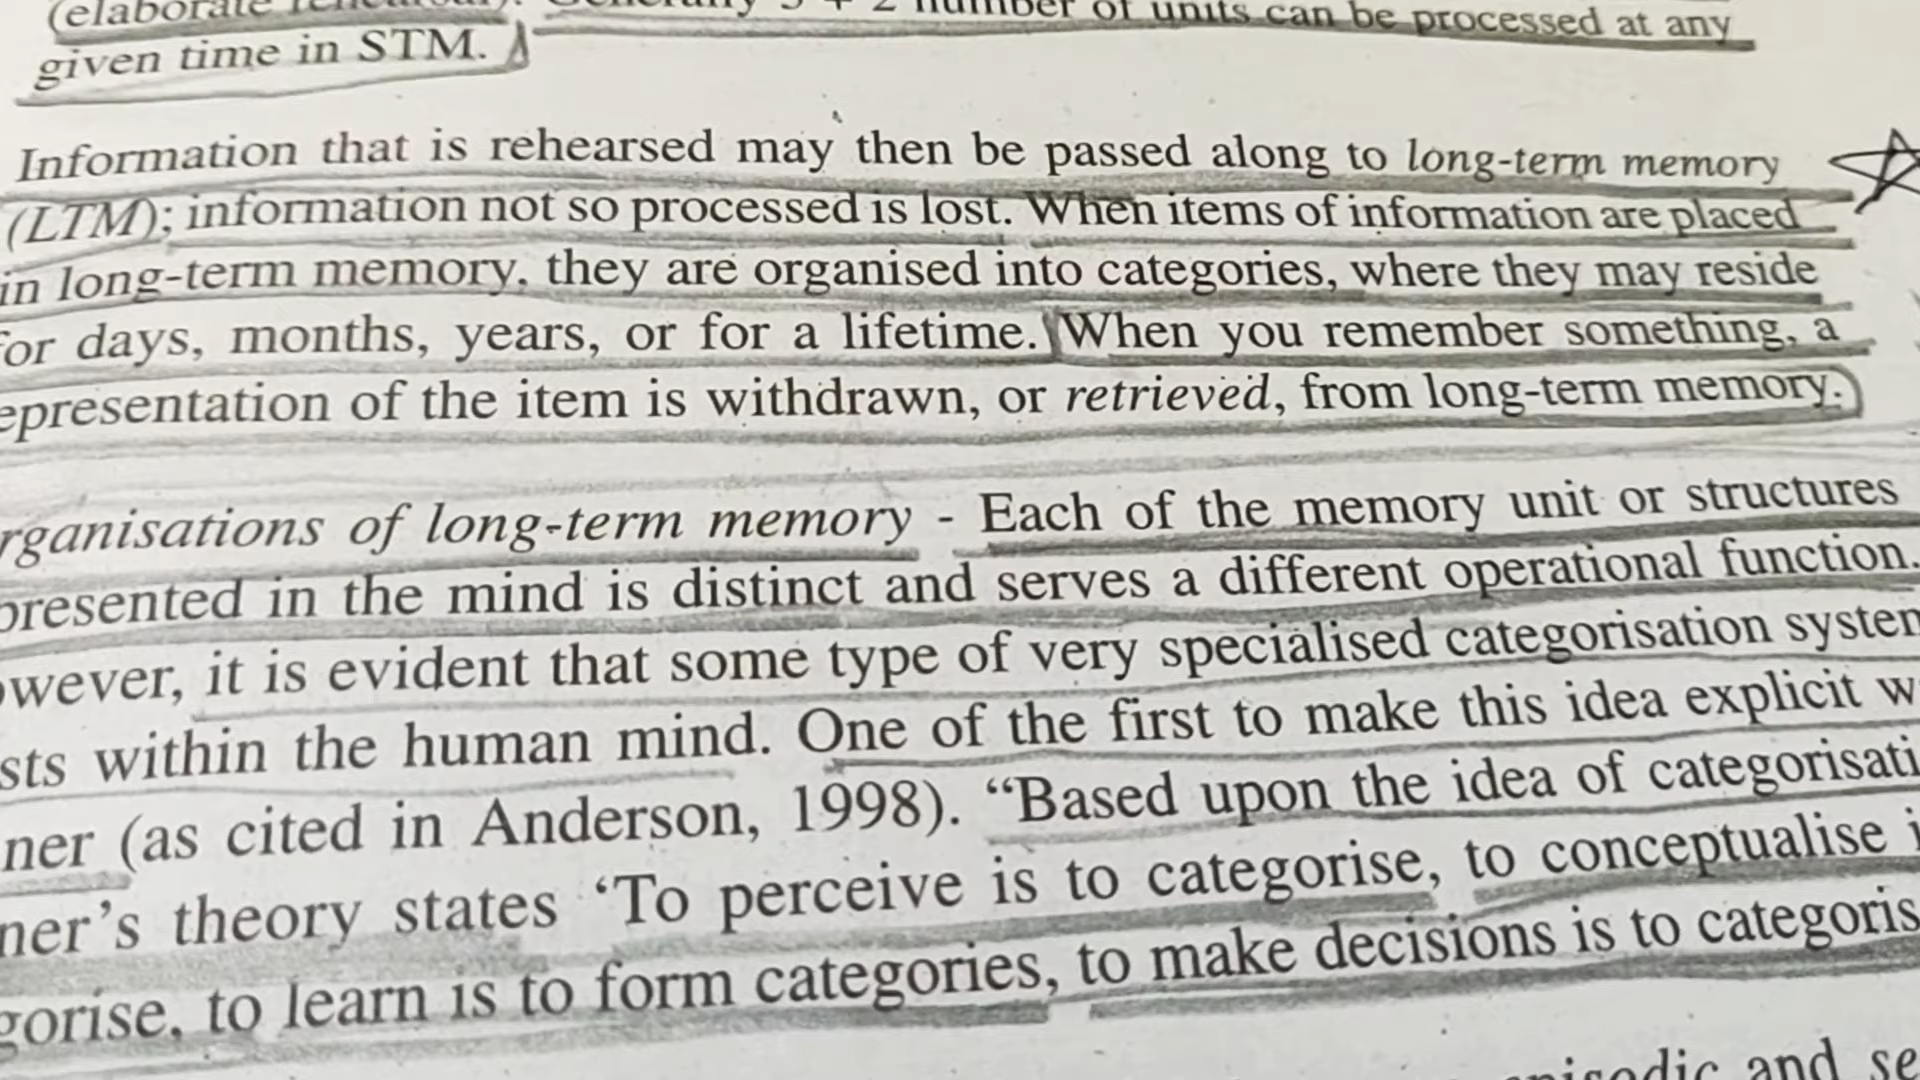 (elaborate rehearsal). Generally 5 + 2 number of units can be processed at any
given time in STM.
Information that is rehearsed may then be passed along to long-term memory
(LTM); information not so processed is lost. When items of information are placed
in long-term memory, they are organised into categories, where they may reside
for days, months, years, or for a lifetime. When you remember something, a
epresentation of the item is withdrawn, or retrieved, from long-term memory.
rganisations of long-term memory - Each of the memory unit or structures
presented in the mind is distinct and serves a different operational function.
owever, it is evident that some type of very specialised categorisation system
sts within the human mind. One of the first to make this idea explicit w
ner (as cited in Anderson, 1998). “Based upon the idea of categorisati
ner’s theory states ‘To perceive is to categorise, to conceptualise i
gorise, to learn is to form categories, to make decisions is to categoris
and se